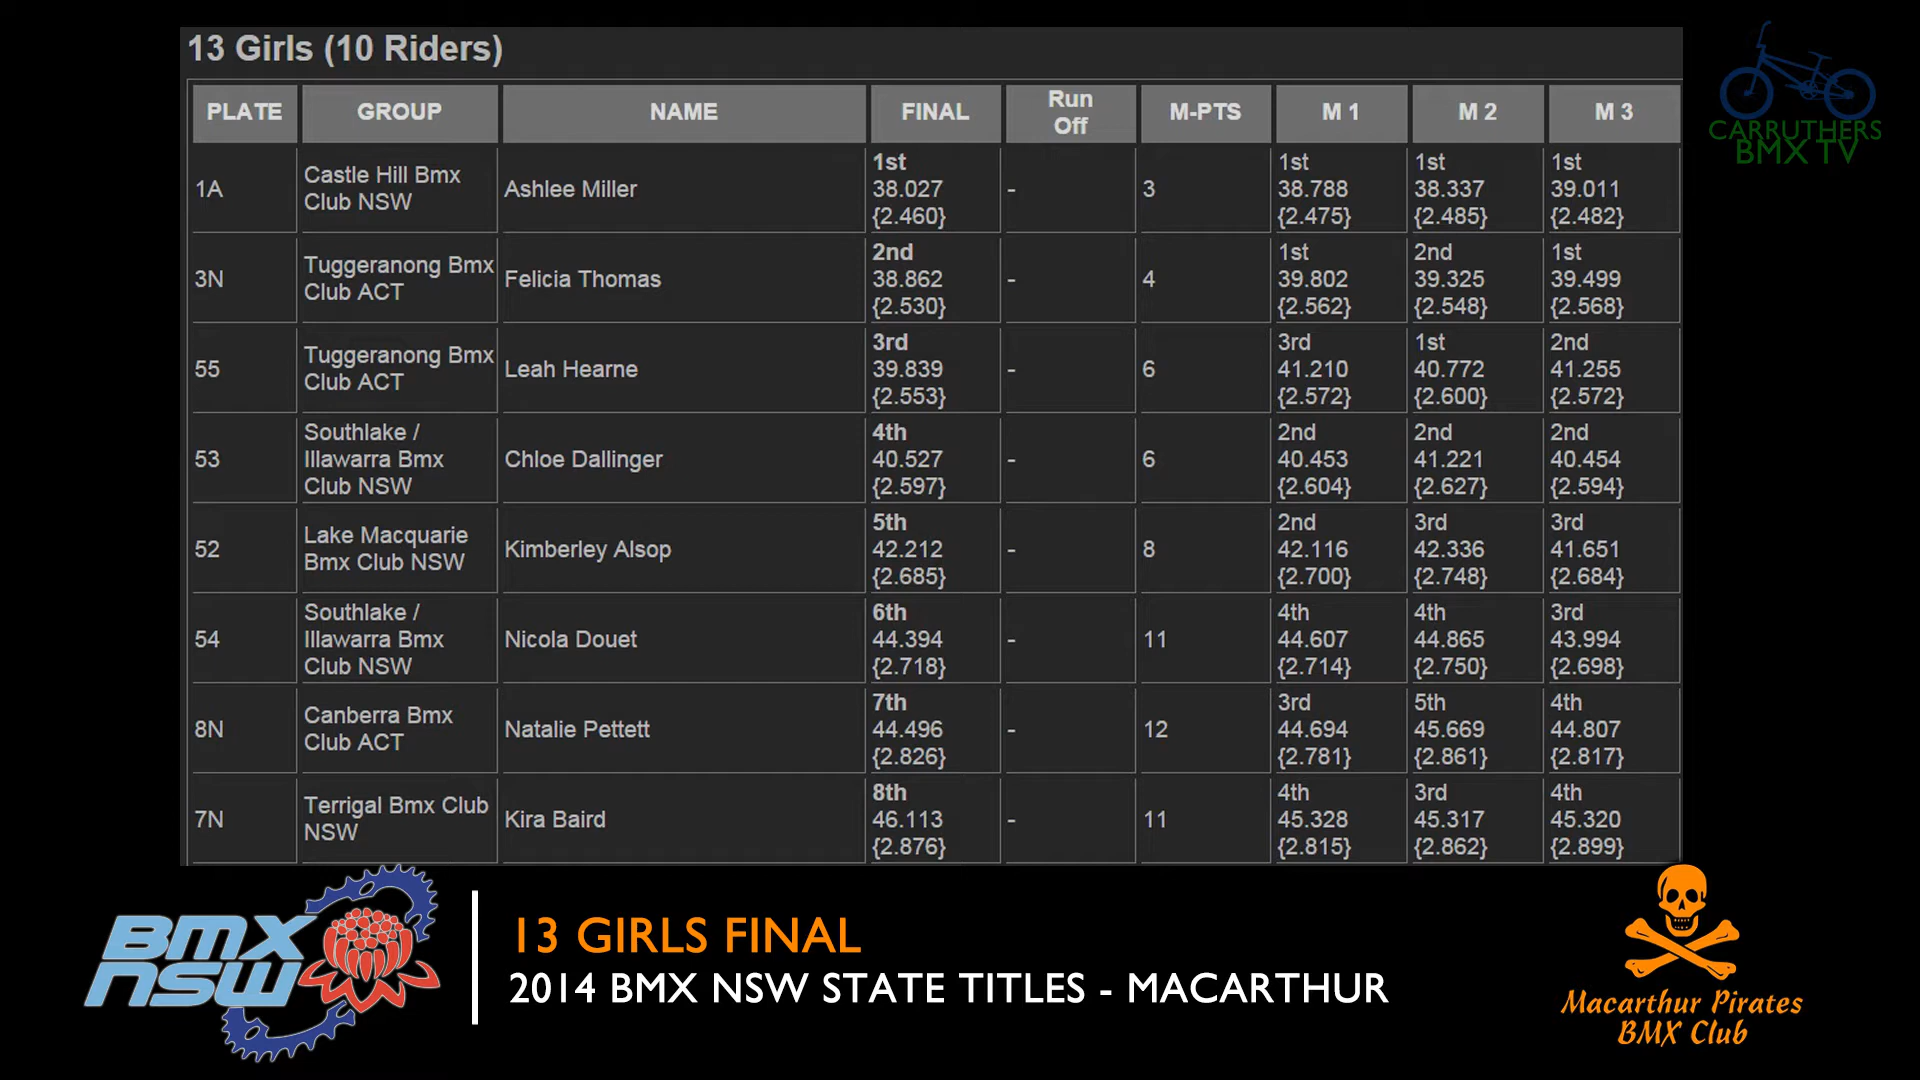 13 Girls (10 Riders)
PLATE GROUP NAME FINAL Run Off M-PTS M 1 M 2 M 3
1A Castle Hill Bmx Club NSW Ashlee Miller 1st 38.027 {2.460} - 3 1st 38.788 {2.475} 1st 38.337 {2.485} 1st 39.011 {2.482}
3N Tuggeranong Bmx Club ACT Felicia Thomas 2nd 38.862 {2.530} - 4 1st 39.802 {2.562} 2nd 39.325 {2.548} 1st 39.499 {2.568}
55 Tuggeranong Bmx Club ACT Leah Hearne 3rd 39.839 {2.553} - 6 3rd 41.210 {2.572} 1st 40.772 {2.600} 2nd 41.255 {2.572}
53 Southlake / Illawarra Bmx Club NSW Chloe Dallinger 4th 40.527 {2.597} - 6 2nd 40.453 {2.604} 2nd 41.221 {2.627} 2nd 40.454 {2.594}
52 Lake Macquarie Bmx Club NSW Kimberley Alsop 5th 42.212 {2.685} - 8 2nd 42.116 {2.700} 3rd 42.336 {2.748} 3rd 41.651 {2.684}
54 Southlake / Illawarra Bmx Club NSW Nicola Douet 6th 44.394 {2.718} - 11 4th 44.607 {2.714} 4th 44.865 {2.750} 3rd 43.994 {2.698}
8N Canberra Bmx Club ACT Natalie Pettett 7th 44.496 {2.826} - 12 3rd 44.694 {2.781} 5th 45.669 {2.861} 4th 44.807 {2.817}
7N Terrigal Bmx Club NSW Kira Baird 8th 46.113 {2.876} - 11 4th 45.328 {2.815} 3rd 45.317 {2.862} 4th 45.320 {2.899}
CARRUTHERS
BMX TV
BMX
NSW
13 GIRLS FINAL
2014 BMX NSW STATE TITLES - MACARTHUR
Macarthur Pirates
BMX Club